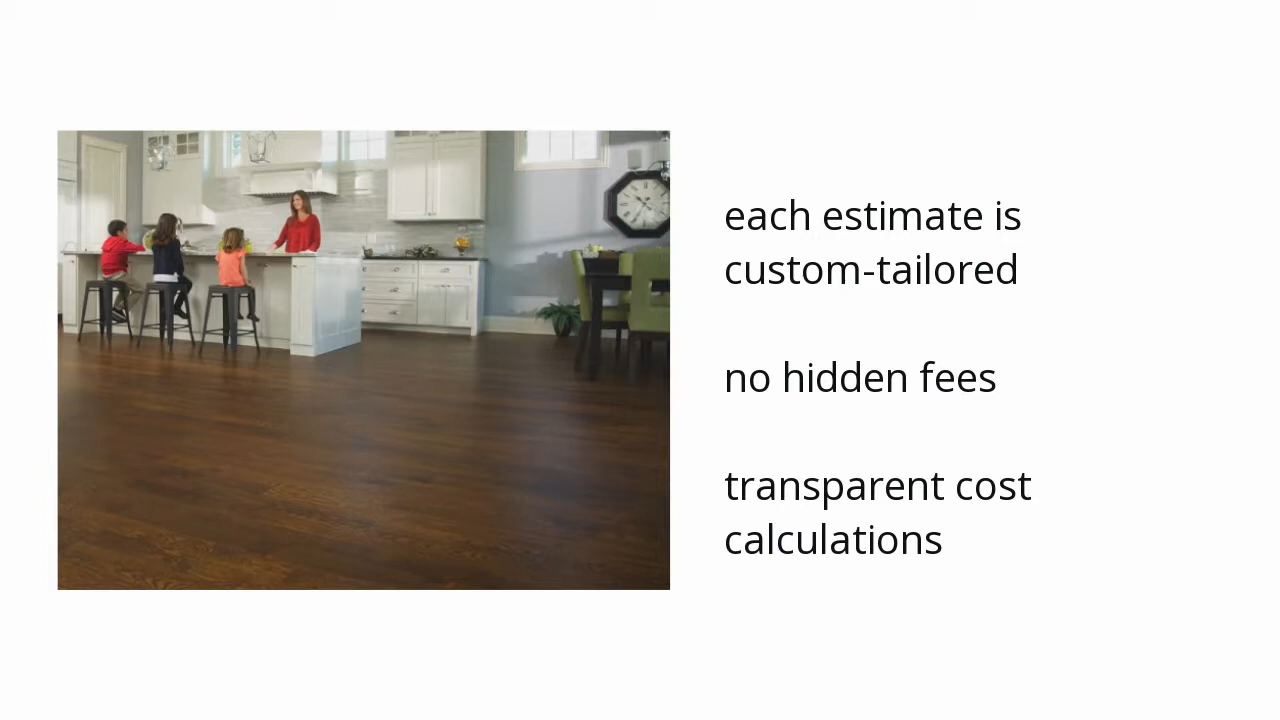 each estimate is
custom-tailored
no hidden fees
transparent cost
calculations